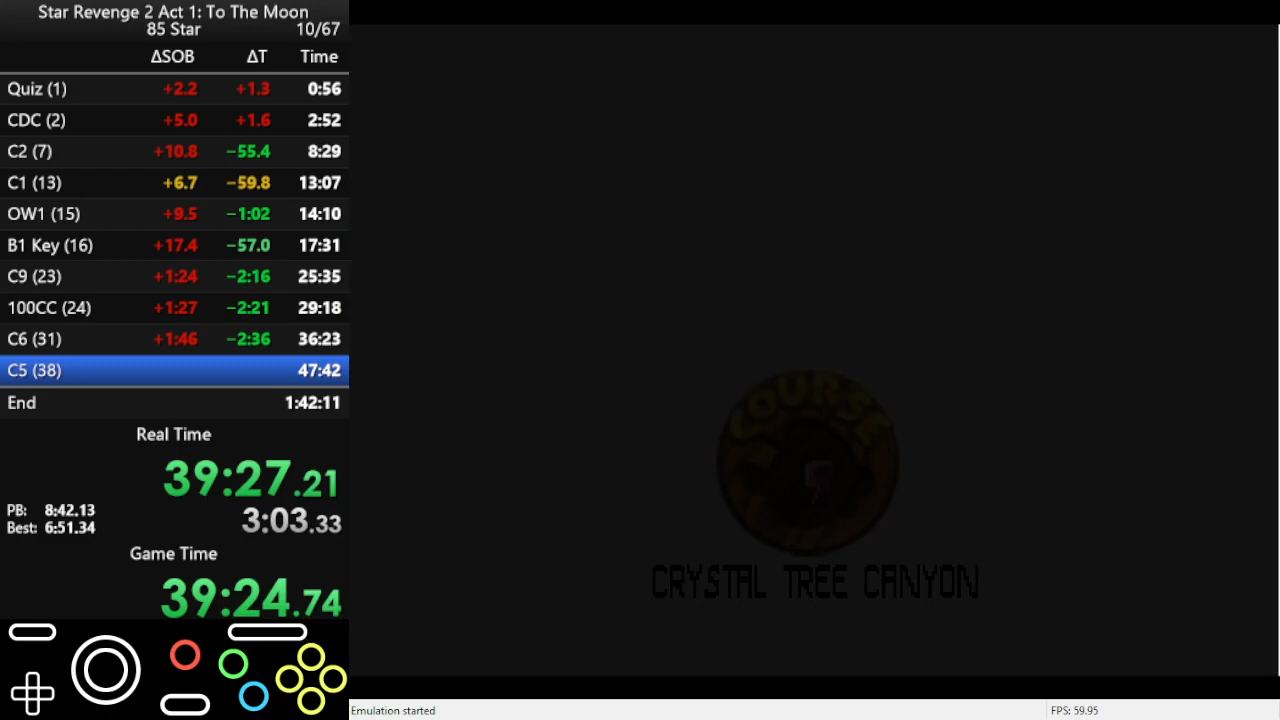 Star Revenge 2 Act 1: To The Moon
85 Star 10/67
ΔSOB ΔT Time
Quiz (1) +2.2 +1.3 0:56
CDC (2) +5.0 +1.6 2:52
C2 (7) +10.8 −55.4 8:29
C1 (13) +6.7 −59.8 13:07
OW1 (15) +9.5 −1:02 14:10
B1 Key (16) +17.4 −57.0 17:31
C9 (23) +1:24 −2:16 25:35
100CC (24) +1:27 −2:21 29:18
C6 (31) +1:46 −2:36 36:23
C5 (38) 47:42
End 1:42:11
Real Time
39:27.21
PB: 8:42.13
Best: 6:51.34
3:03.33
Game Time
39:24.74
COURSE
5
CRYSTAL TREE CANYON
Emulation started
FPS: 59.95